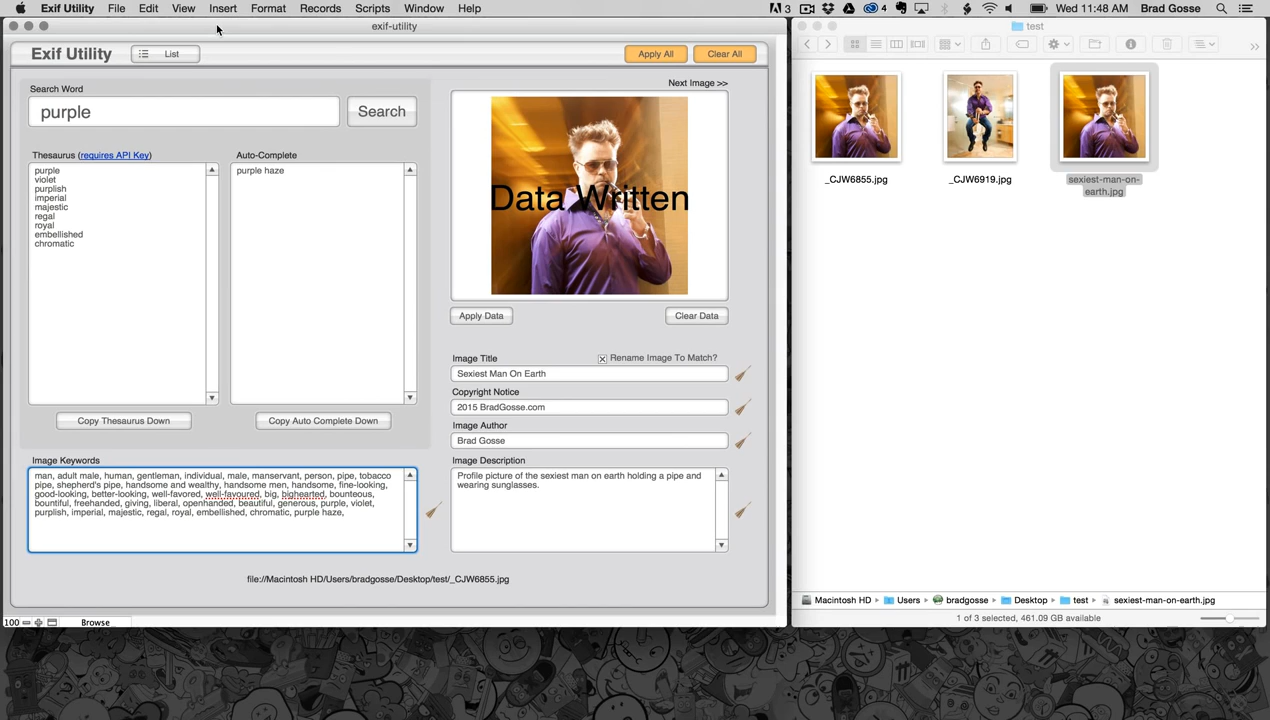 Exif Utility File Edit View Insert Format Records Scripts Window Help
3 4 Wed 11:48 AM Brad Gosse
exif-utility
Exif Utility
List
Apply All
Clear All
Search Word
purple
Search
Thesaurus (requires API Key)
purple
violet
purplish
imperial
majestic
regal
royal
embellished
chromatic
Auto-Complete
purple haze
Copy Thesaurus Down
Copy Auto Complete Down
Image Keywords
man, adult male, human, gentleman, individual, male, manservant, person, pipe, tobacco
pipe, shepherd's pipe, handsome and wealthy, handsome men, handsome, fine-looking,
good-looking, better-looking, well-favored, well-favoured, big, bighearted, bounteous,
bountiful, freehanded, giving, liberal, openhanded, beautiful, generous, purple, violet,
purplish, imperial, majestic, regal, royal, embellished, chromatic, purple haze,
Next Image >>
Data Written
Apply Data
Clear Data
Image Title
Rename Image To Match?
Sexiest Man On Earth
Copyright Notice
2015 BradGosse.com
Image Author
Brad Gosse
Image Description
Profile picture of the sexiest man on earth holding a pipe and
wearing sunglasses.
file://Macintosh HD/Users/bradgosse/Desktop/test/_CJW6855.jpg
100
Browse
test
_CJW6855.jpg
_CJW6919.jpg
sexiest-man-on-
earth.jpg
Macintosh HD Users bradgosse Desktop test sexiest-man-on-earth.jpg
1 of 3 selected, 461.09 GB available